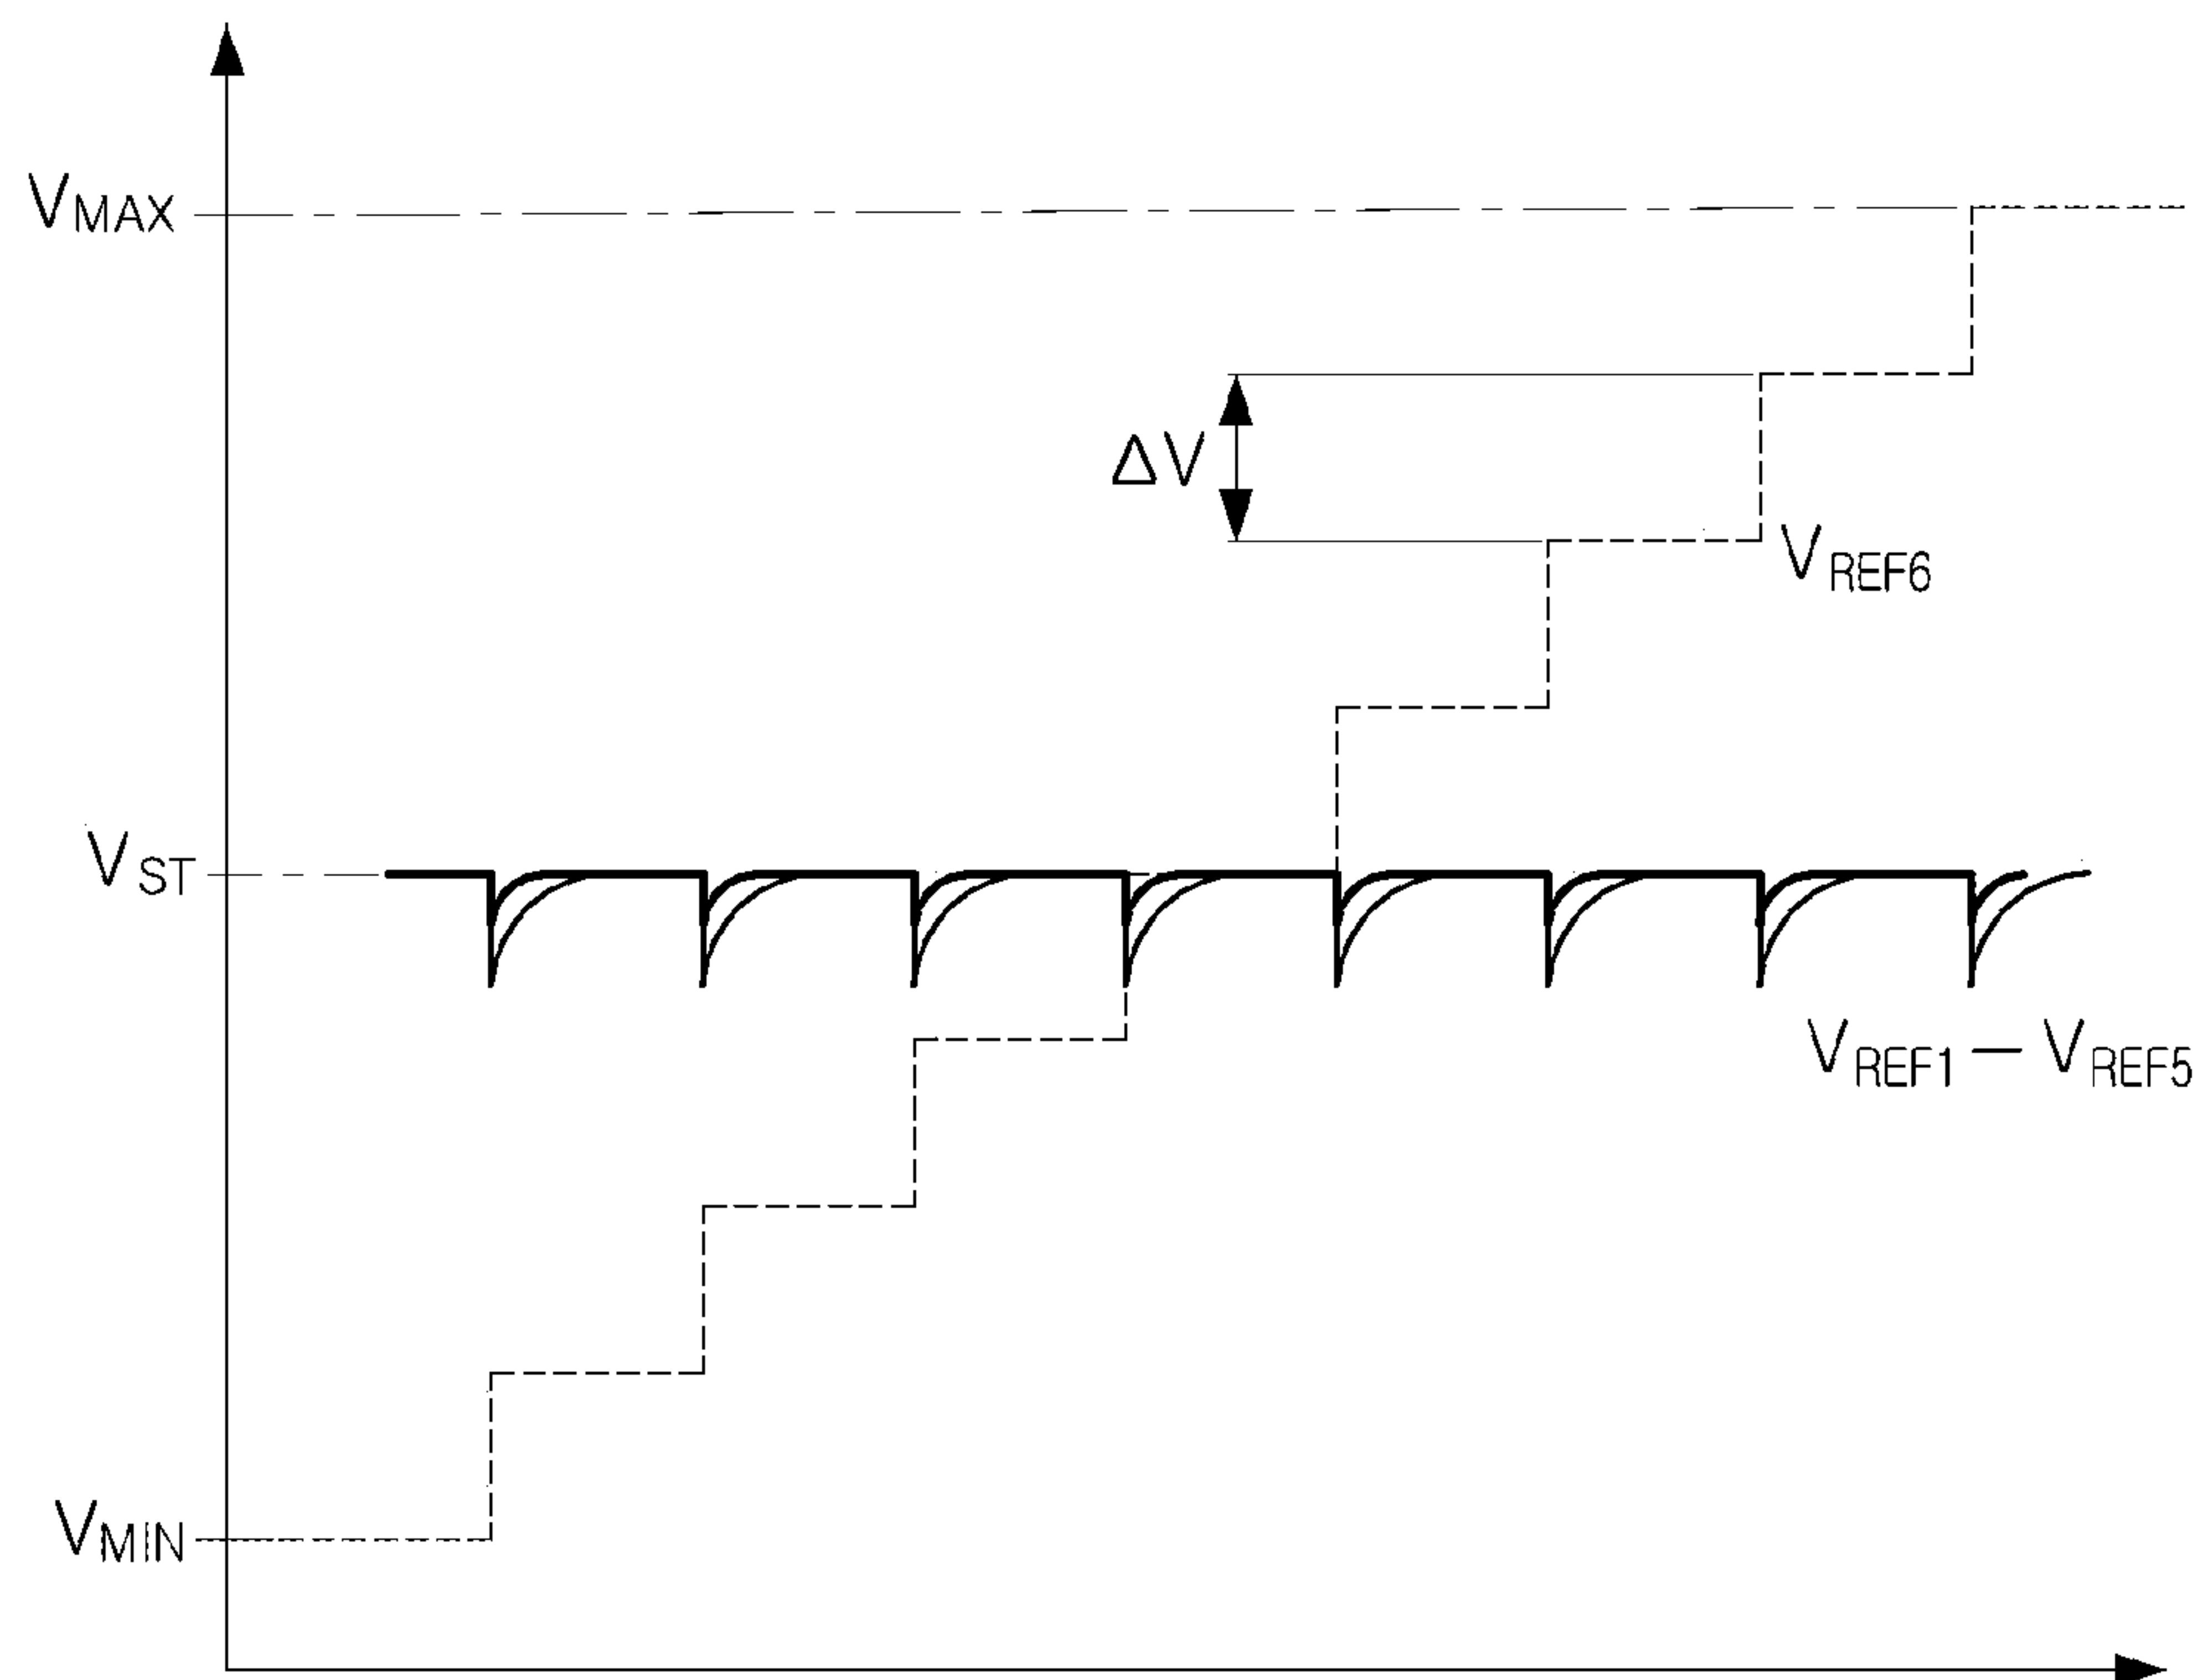 VMAX
ΔV
VREF6
VST
VREF1 — VREF5
VMIN